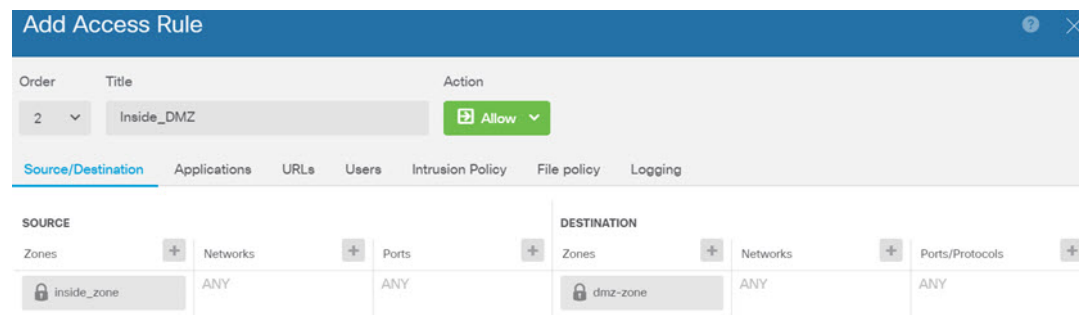 Add Access Rule
Order Title Action
2 Inside_DMZ Allow
Source/Destination Applications URLs Users Intrusion Policy File policy Logging
SOURCE DESTINATION
Zones Networks Ports Zones Networks Ports/Protocols
inside_zone ANY ANY dmz-zone ANY ANY